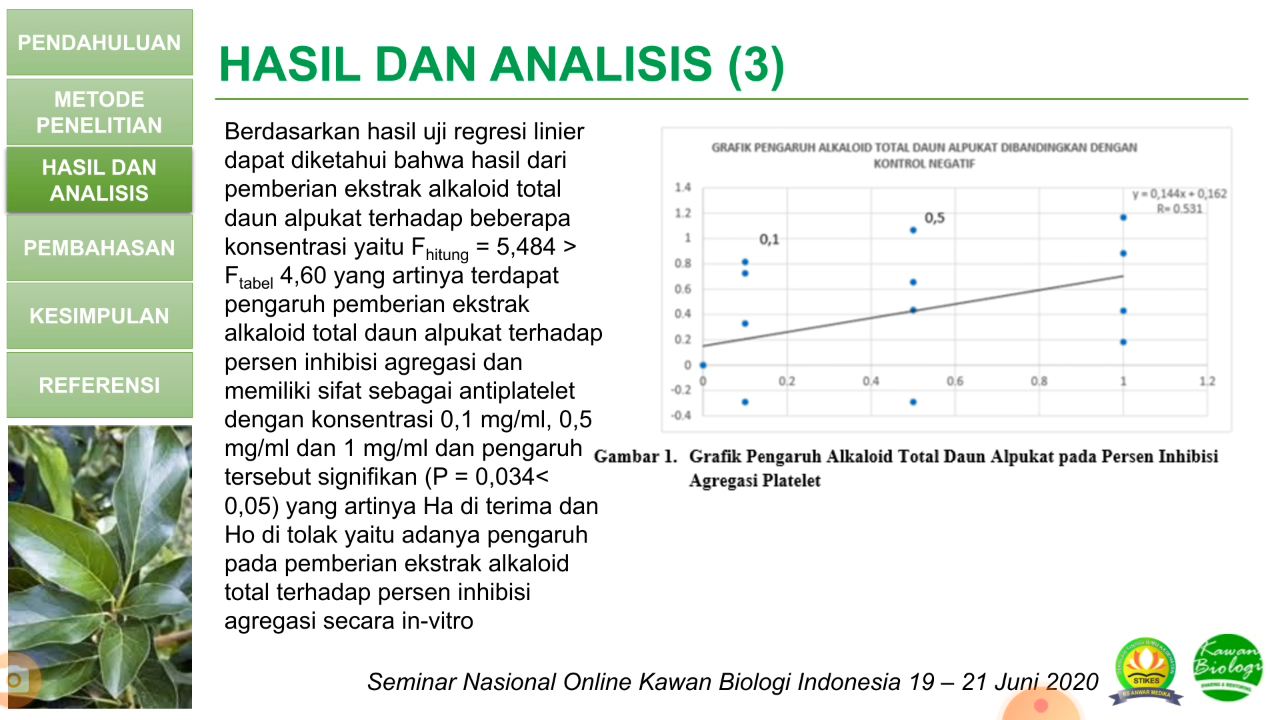 PENDAHULUAN
METODE
PENELITIAN
HASIL DAN
ANALISIS
PEMBAHASAN
KESIMPULAN
REFERENSI
HASIL DAN ANALISIS (3)
Berdasarkan hasil uji regresi linier
dapat diketahui bahwa hasil dari
pemberian ekstrak alkaloid total
daun alpukat terhadap beberapa
konsentrasi yaitu Fhitung = 5,484 >
Ftabel 4,60 yang artinya terdapat
pengaruh pemberian ekstrak
alkaloid total daun alpukat terhadap
persen inhibisi agregasi dan
memiliki sifat sebagai antiplatelet
dengan konsentrasi 0,1 mg/ml, 0,5
mg/ml dan 1 mg/ml dan pengaruh
tersebut signifikan (P = 0,034<
0,05) yang artinya Ha di terima dan
Ho di tolak yaitu adanya pengaruh
pada pemberian ekstrak alkaloid
total terhadap persen inhibisi
agregasi secara in-vitro
GRAFIK PENGARUH ALKALOID TOTAL DAUN ALPUKAT DIBANDINGKAN DENGAN
KONTROL NEGATIF
1.4
1.2
1
0.8
0.6
0.4
0.2
0
-0.2
-0.4
0 0.2 0.4 0.6 0.8 1 1.2
0,1
0,5
y = 0,144x + 0,162
R= 0.531
Gambar 1. Grafik Pengaruh Alkaloid Total Daun Alpukat pada Persen Inhibisi
Agregasi Platelet
Seminar Nasional Online Kawan Biologi Indonesia 19 – 21 Juni 2020
STIKES
RS ANWAR MEDIKA
Kawan
Biologi